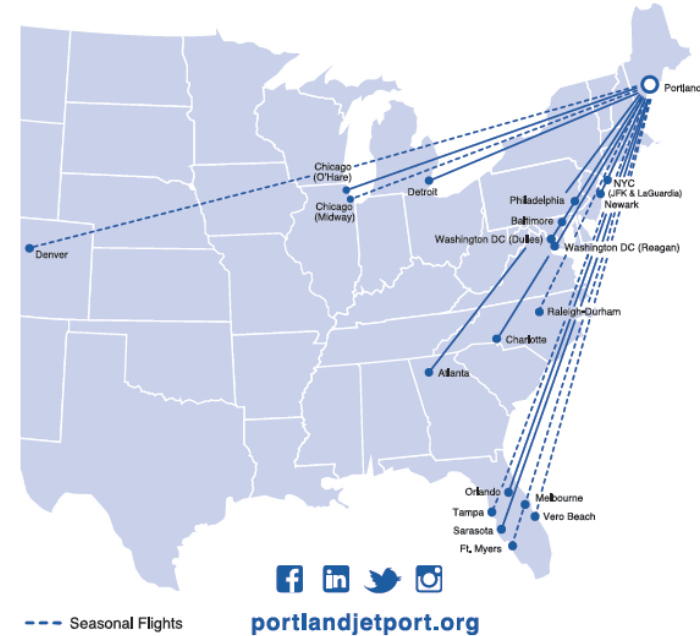 Portland
Chicago
(O'Hare)
Chicago
(Midway)
Detroit
NYC
(JFK & LaGuardia)
Newark
Philadelphia
Baltimore
Washington DC (Dulles)
Washington DC (Reagan)
Denver
Raleigh-Durham
Charlotte
Atlanta
Orlando
Melbourne
Tampa
Vero Beach
Sarasota
Ft. Myers
f in
Seasonal Flights
portlandjetport.org